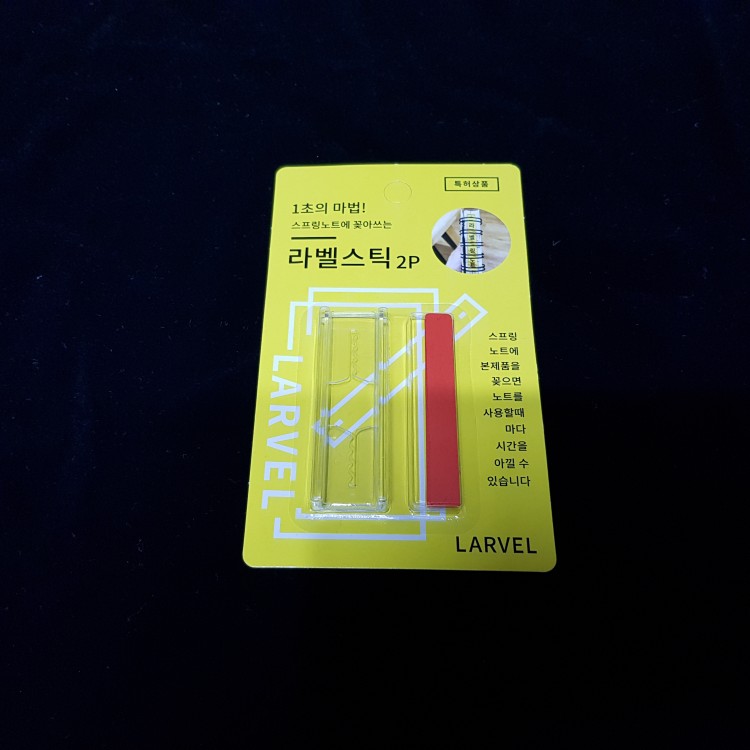 특허상품
1초의 마법!
스프링노트에 꽃아쓰는
라벨스틱 2P
LARVEL
스프링
노트에
본제품을
꽃으면
노트를
사용할때
마다
시간을
아낄 수
있습니다
LARVEL